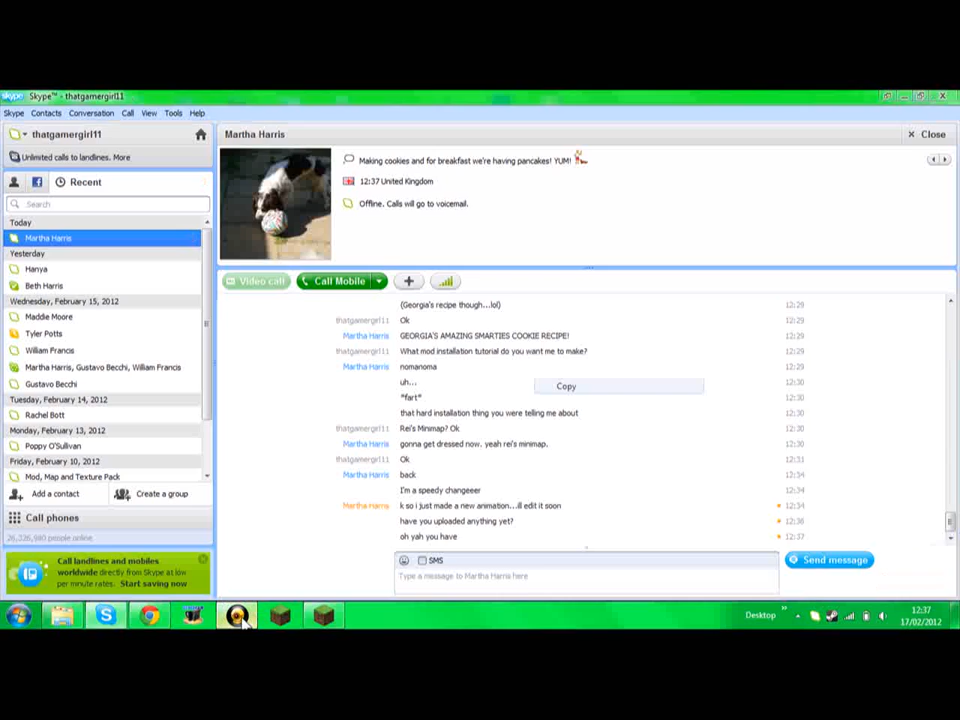 skype Skype™ - thatgamergirl11
Skype Contacts Conversation Call View Tools Help
thatgamergirl11
Unlimited calls to landlines. More
Recent
Search
Today
Martha Harris
Yesterday
Hanya
Beth Harris
Wednesday, February 15, 2012
Maddie Moore
Tyler Potts
William Francis
Martha Harris, Gustavo Becchi, William Francis
Gustavo Becchi
Tuesday, February 14, 2012
Rachel Bott
Monday, February 13, 2012
Poppy O'Sullivan
Friday, February 10, 2012
Mod, Map and Texture Pack
Add a contact Create a group
Call phones
26,336,980 people online
Call landlines and mobiles
worldwide directly from Skype at low
per minute rates. Start saving now
Martha Harris Close
Making cookies and for breakfast we're having pancakes! YUM!
12:37 United Kingdom
Offline. Calls will go to voicemail.
Video call Call Mobile
(Georgia's recipe though...lol) 12:29
thatgamergirl11 Ok 12:29
Martha Harris GEORGIA'S AMAZING SMARTIES COOKIE RECIPE! 12:29
thatgamergirl11 What mod installation tutorial do you want me to make? 12:29
Martha Harris nomanoma 12:29
uh... 12:30
Copy
*fart* 12:30
that hard installation thing you were telling me about 12:30
thatgamergirl11 Rei's Minimap? Ok 12:30
Martha Harris gonna get dressed now. yeah rei's minimap. 12:30
thatgamergirl11 Ok 12:31
Martha Harris back 12:34
I'm a speedy changeeer 12:34
Martha Harris k so i just made a new animation...ill edit it soon 12:34
have you uploaded anything yet? 12:36
oh yah you have 12:37
SMS
Send message
Type a message to Martha Harris here
Desktop
12:37
17/02/2012